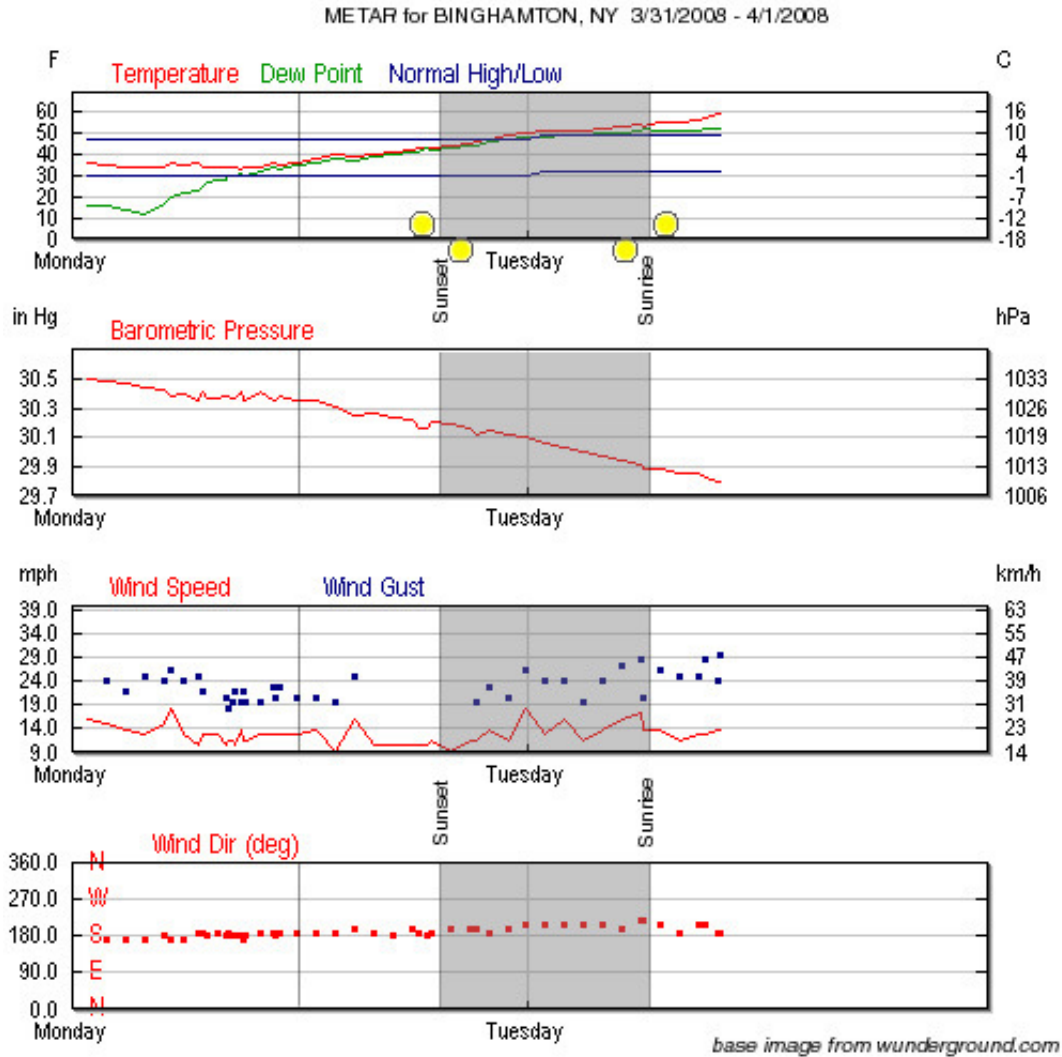 METAR for BINGHAMTON, NY 3/31/2008 - 4/1/2008
F Temperature Dew Point Normal High/Low C
60 16
50 10
40 4
30 -1
20 -7
10 -12
0 -18
Monday Sunset Tuesday Sunrise
in Hg Barometric Pressure hPa
30.5 1033
30.3 1026
30.1 1019
29.9 1013
29.7 1006
Monday Tuesday
mph Wind Speed Wind Gust km/h
39.0 63
34.0 55
29.0 47
24.0 39
19.0 31
14.0 23
9.0 14
Monday Sunset Tuesday Sunrise
Wind Dir (deg)
360.0 N
270.0 W
180.0 S
90.0 E
0.0 N
Monday Tuesday
base image from wunderground.com